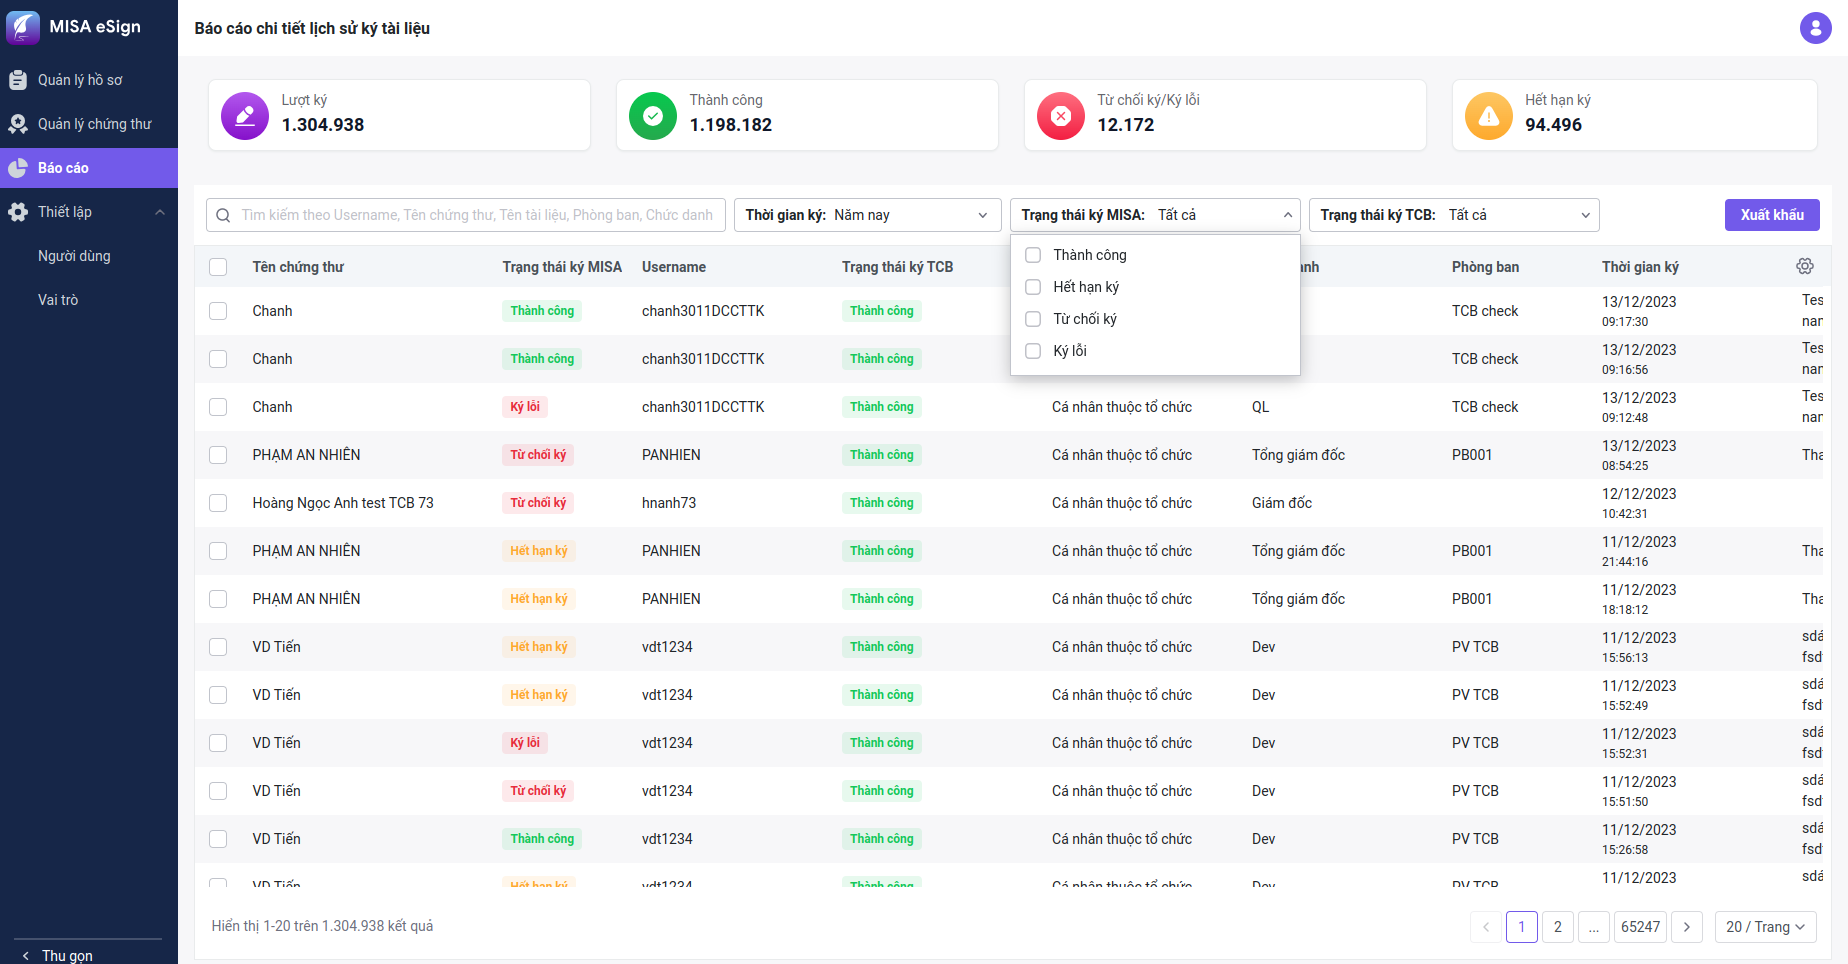 MISA eSign
Báo cáo chi tiết lịch sử ký tài liệu
Quản lý hồ sơ
Quản lý chứng thư
Báo cáo
Thiết lập
Người dùng
Vai trò
Thu gọn
Lượt ký
1.304.938
Thành công
1.198.182
Từ chối ký/Ký lỗi
12.172
Hết hạn ký
94.496
Tìm kiếm theo Username, Tên chứng thư, Tên tài liệu, Phòng ban, Chức danh
Thời gian ký: Năm nay
Trạng thái ký MISA: Tất cả
Trạng thái ký TCB: Tất cả
Xuất khẩu
Thành công
Hết hạn ký
Từ chối ký
Ký lỗi
Tên chứng thư Trạng thái ký MISA Username Trạng thái ký TCB anh Phòng ban Thời gian ký
Chanh Thành công chanh3011DCCTTK Thành công TCB check 13/12/2023 Tes
09:17:30 nan
Chanh Thành công chanh3011DCCTTK Thành công TCB check 13/12/2023 Tes
09:16:56 nan
Chanh Ký lỗi chanh3011DCCTTK Thành công Cá nhân thuộc tổ chức QL TCB check 13/12/2023 Tes
09:12:48 nan
PHẠM AN NHIÊN Từ chối ký PANHIEN Thành công Cá nhân thuộc tổ chức Tổng giám đốc PB001 13/12/2023 Tha
08:54:25
Hoàng Ngọc Anh test TCB 73 Từ chối ký hnanh73 Thành công Cá nhân thuộc tổ chức Giám đốc 12/12/2023
10:42:31
PHẠM AN NHIÊN Hết hạn ký PANHIEN Thành công Cá nhân thuộc tổ chức Tổng giám đốc PB001 11/12/2023 Tha
21:44:16
PHẠM AN NHIÊN Hết hạn ký PANHIEN Thành công Cá nhân thuộc tổ chức Tổng giám đốc PB001 11/12/2023 Tha
18:18:12
VD Tiến Hết hạn ký vdt1234 Thành công Cá nhân thuộc tổ chức Dev PV TCB 11/12/2023 sdá
15:56:13 fsd
VD Tiến Hết hạn ký vdt1234 Thành công Cá nhân thuộc tổ chức Dev PV TCB 11/12/2023 sdá
15:52:49 fsd
VD Tiến Ký lỗi vdt1234 Thành công Cá nhân thuộc tổ chức Dev PV TCB 11/12/2023 sdá
15:52:31 fsd
VD Tiến Từ chối ký vdt1234 Thành công Cá nhân thuộc tổ chức Dev PV TCB 11/12/2023 sdá
15:51:50 fsd
VD Tiến Thành công vdt1234 Thành công Cá nhân thuộc tổ chức Dev PV TCB 11/12/2023 sdá
15:26:58 fsd
VD Tiến Hết hạn ký vdt1234 Thành công Cá nhân thuộc tổ chức Dev PV TCB 11/12/2023 sdá
Hiển thị 1-20 trên 1.304.938 kết quả
1 2 ... 65247 20 / Trang